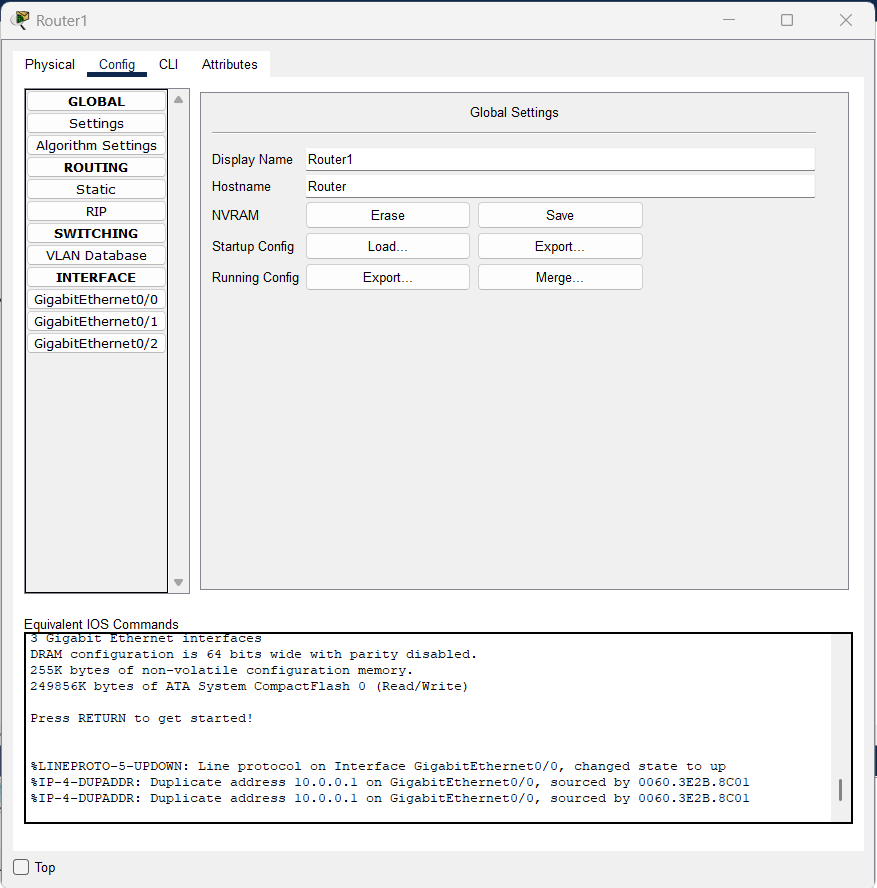 Router1
Physical Config CLI Attributes
GLOBAL
Settings
Algorithm Settings
ROUTING
Static
RIP
SWITCHING
VLAN Database
INTERFACE
GigabitEthernet0/0
GigabitEthernet0/1
GigabitEthernet0/2
Global Settings
Display Name Router1
Hostname Router
NVRAM Erase Save
Startup Config Load... Export...
Running Config Export... Merge...
Equivalent IOS Commands
3 Gigabit Ethernet interfaces
DRAM configuration is 64 bits wide with parity disabled.
255K bytes of non-volatile configuration memory.
249856K bytes of ATA System CompactFlash 0 (Read/Write)
Press RETURN to get started!
%LINEPROTO-5-UPDOWN: Line protocol on Interface GigabitEthernet0/0, changed state to up
%IP-4-DUPADDR: Duplicate address 10.0.0.1 on GigabitEthernet0/0, sourced by 0060.3E2B.8C01
%IP-4-DUPADDR: Duplicate address 10.0.0.1 on GigabitEthernet0/0, sourced by 0060.3E2B.8C01
Top